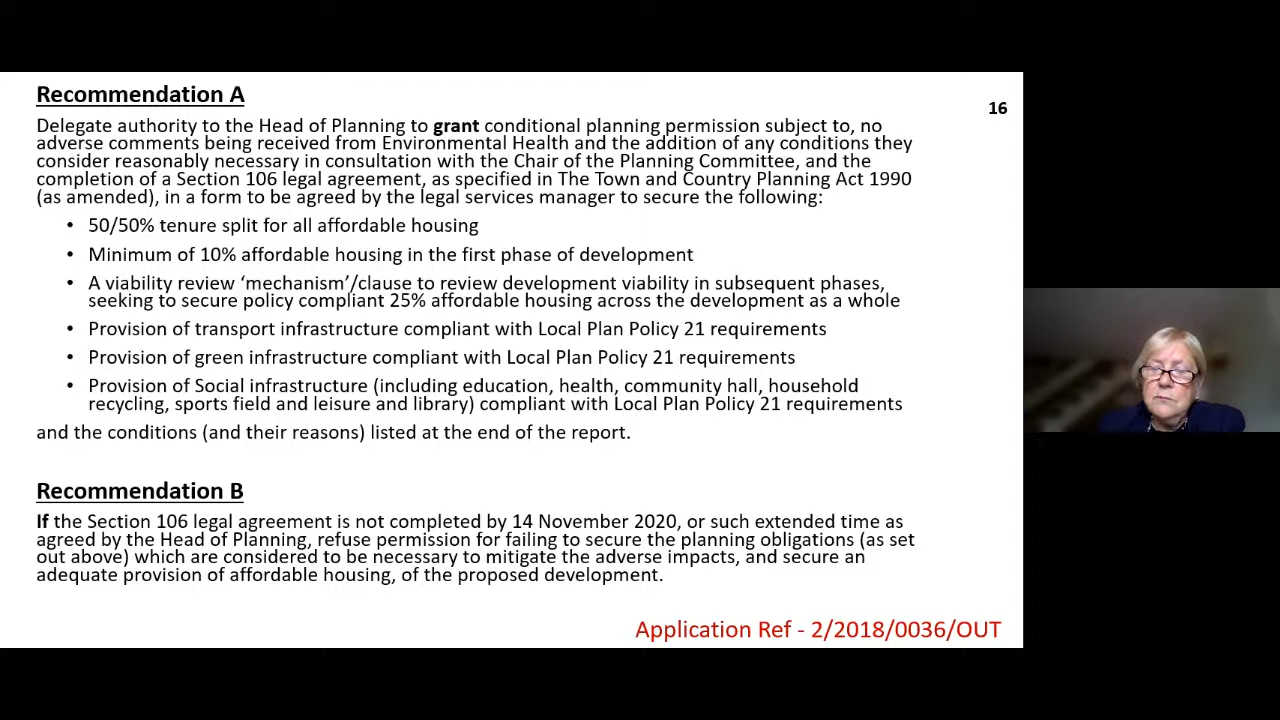 Recommendation A
16
Delegate authority to the Head of Planning to grant conditional planning permission subject to, no
adverse comments being received from Environmental Health and the addition of any conditions they
consider reasonably necessary in consultation with the Chair of the Planning Committee, and the
completion of a Section 106 legal agreement, as specified in The Town and Country Planning Act 1990
(as amended), in a form to be agreed by the legal services manager to secure the following:
• 50/50% tenure split for all affordable housing
• Minimum of 10% affordable housing in the first phase of development
• A viability review ‘mechanism’/clause to review development viability in subsequent phases,
seeking to secure policy compliant 25% affordable housing across the development as a whole
• Provision of transport infrastructure compliant with Local Plan Policy 21 requirements
• Provision of green infrastructure compliant with Local Plan Policy 21 requirements
• Provision of Social infrastructure (including education, health, community hall, household
recycling, sports field and leisure and library) compliant with Local Plan Policy 21 requirements
and the conditions (and their reasons) listed at the end of the report.
Recommendation B
If the Section 106 legal agreement is not completed by 14 November 2020, or such extended time as
agreed by the Head of Planning, refuse permission for failing to secure the planning obligations (as set
out above) which are considered to be necessary to mitigate the adverse impacts, and secure an
adequate provision of affordable housing, of the proposed development.
Application Ref - 2/2018/0036/OUT